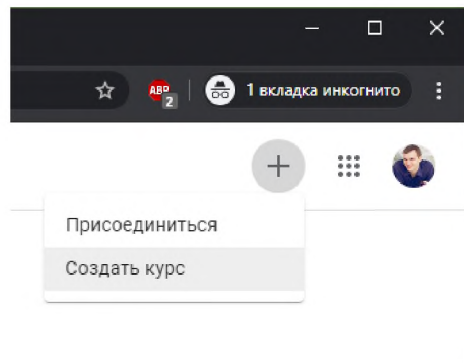 ABP
2
1 вкладка инкогнито
Присоединиться
Создать курс